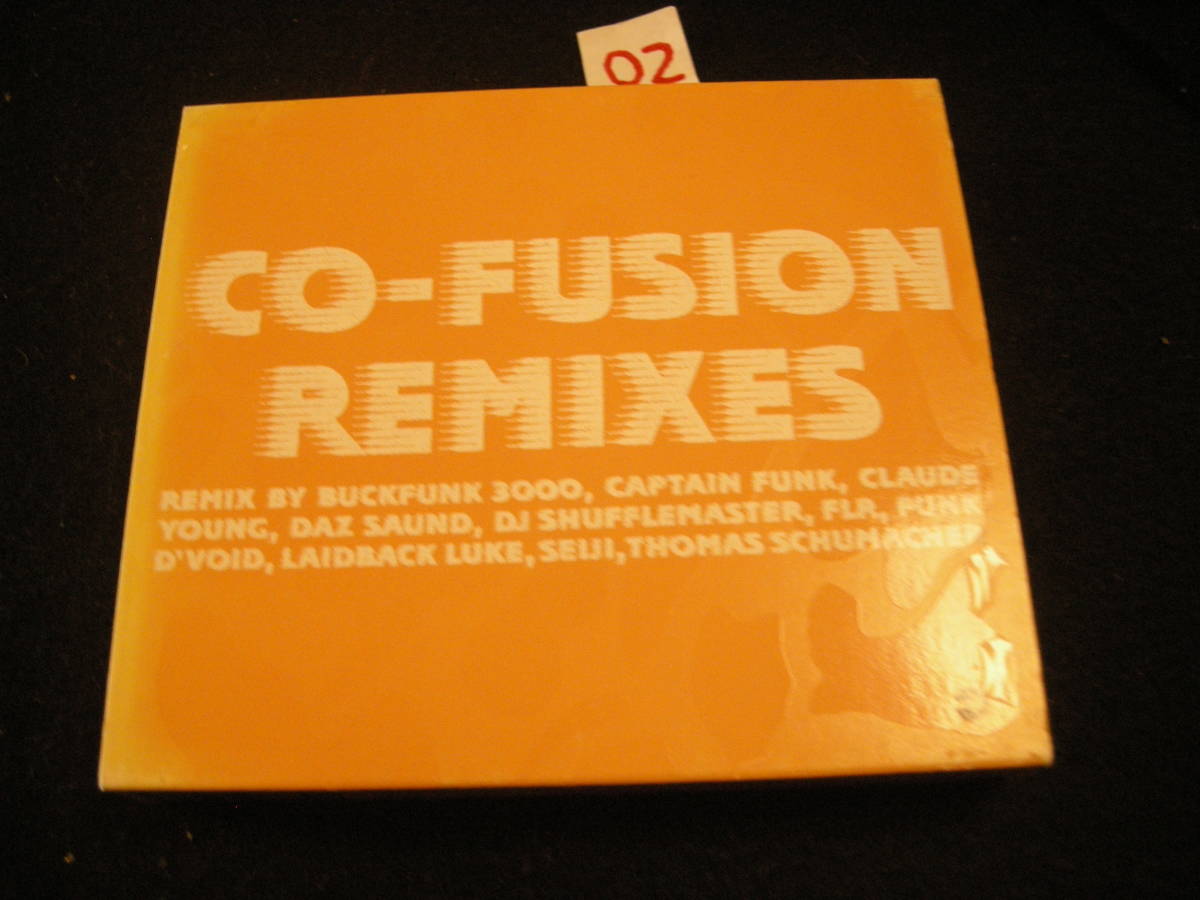 02
CO-FUSION
REMIXES
REMIX BY BUCKFUNK 3000, CAPTAIN FUNK, CLAUDE
YOUNG, DAZ SAUND, DJ SHUFFLEMASTER, FLR, FUNK
D'VOID, LAIDBACK LUKE, SEIJI, THOMAS SCHUMACHER